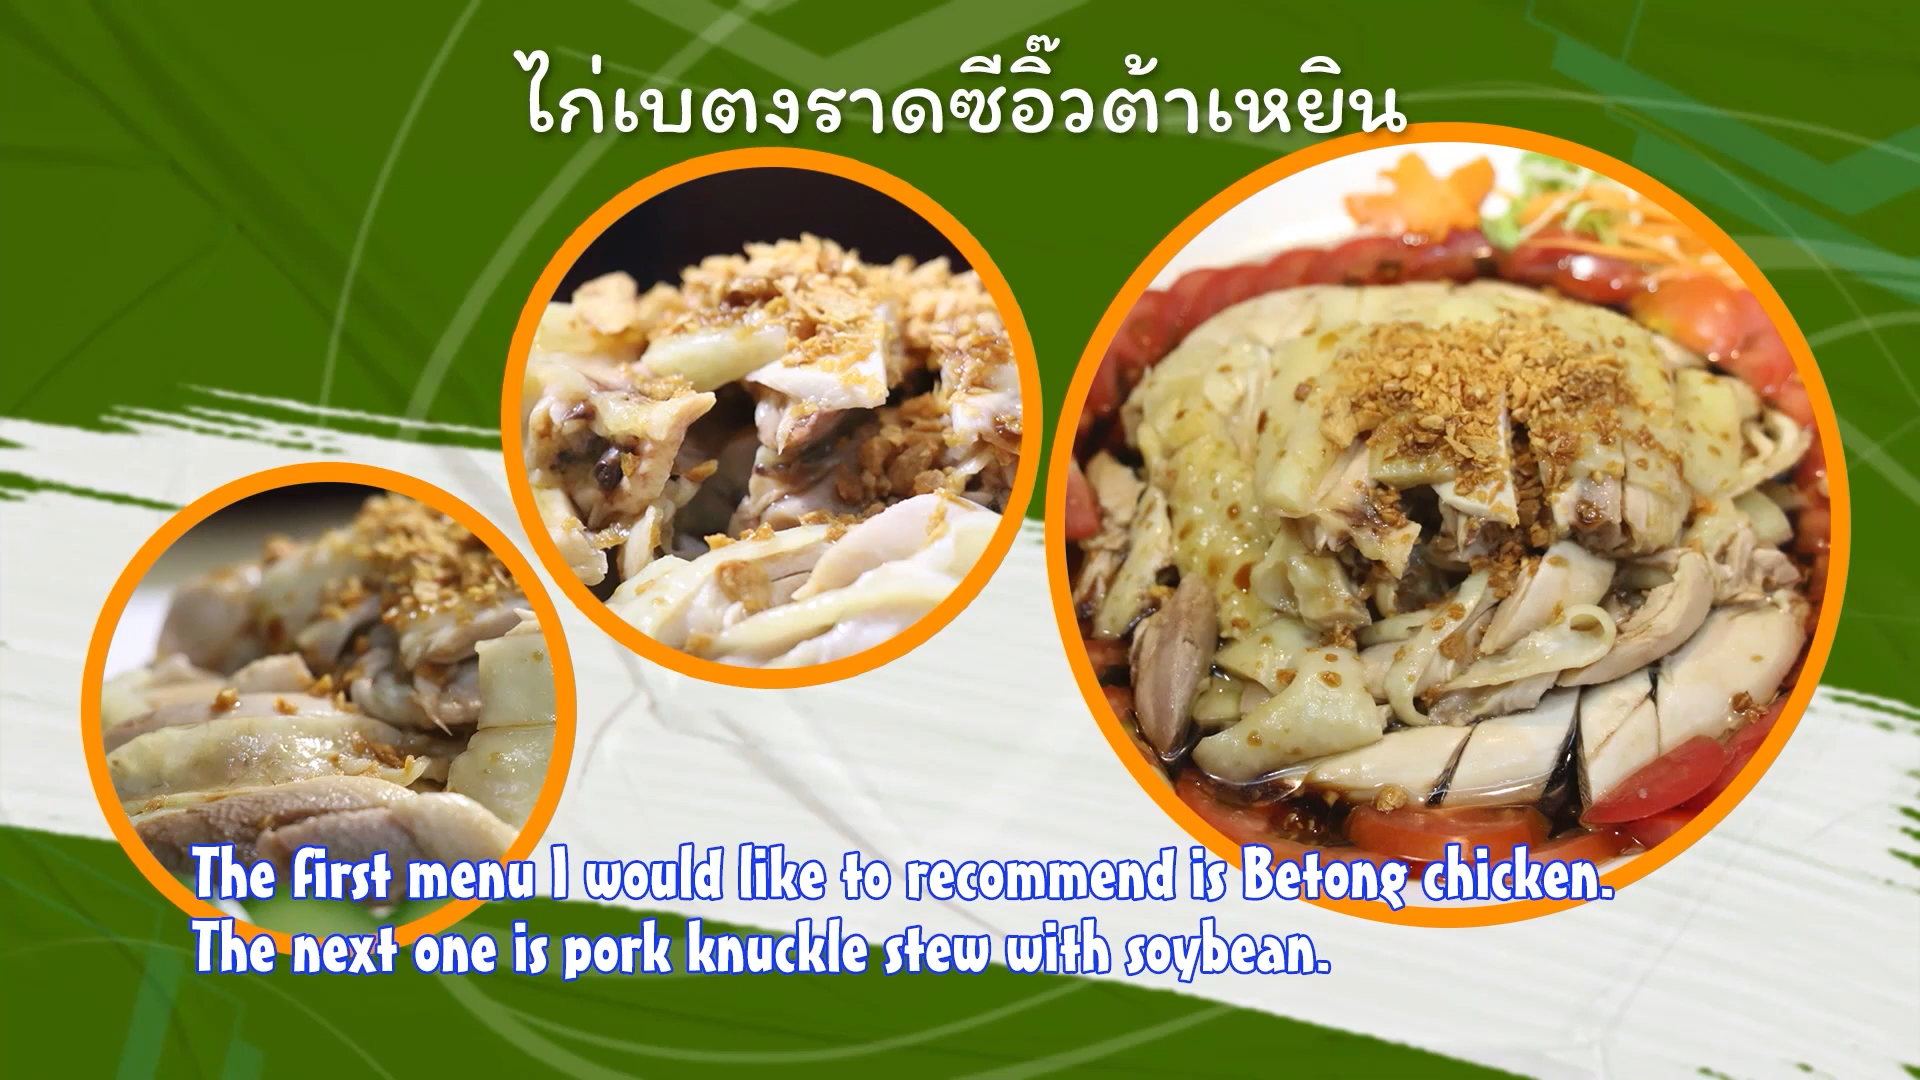 ไก่เบตงราดซีอิ๊วต้าเหยิน
The first menu I would like to recommend is Betong chicken.
The next one is pork knuckle stew with soybean.